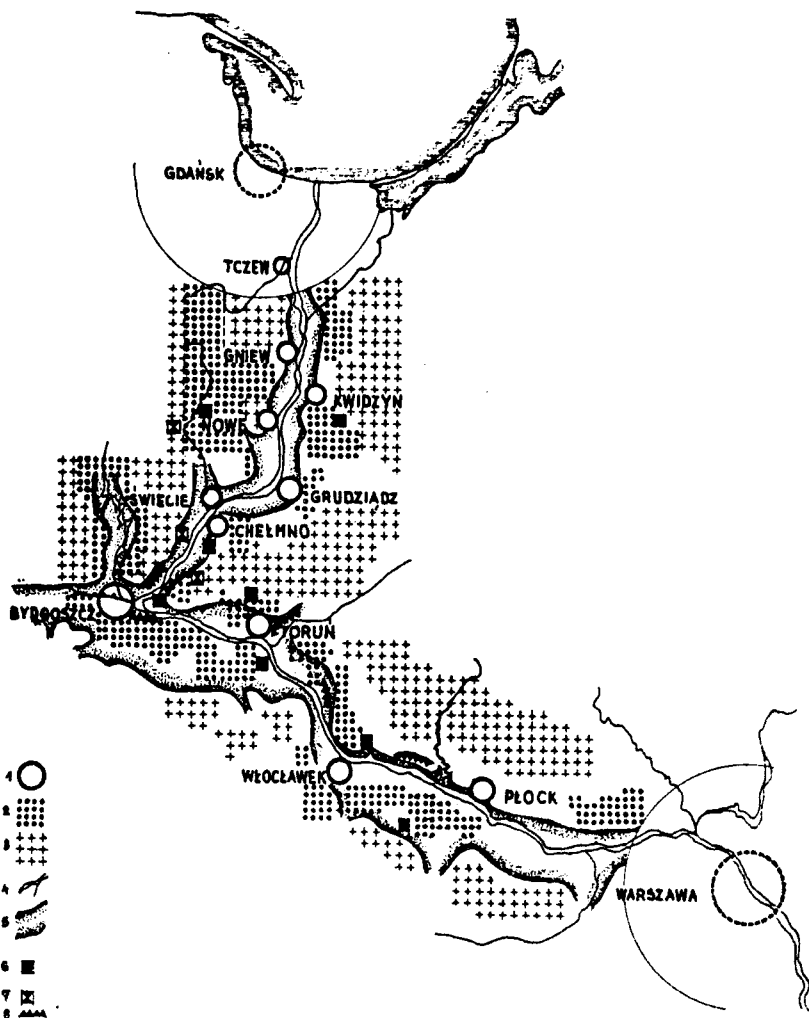 GDAŃSK
TCZEW
GNIEW
KWIDZYN
NOWE
ŚWIECIE
GRUDZIĄDZ
CHEŁMNO
BYDGOSZCZ
TORUŃ
WŁOCŁAWEK
PŁOCK
WARSZAWA
1
2
3
4
5
6
7
8